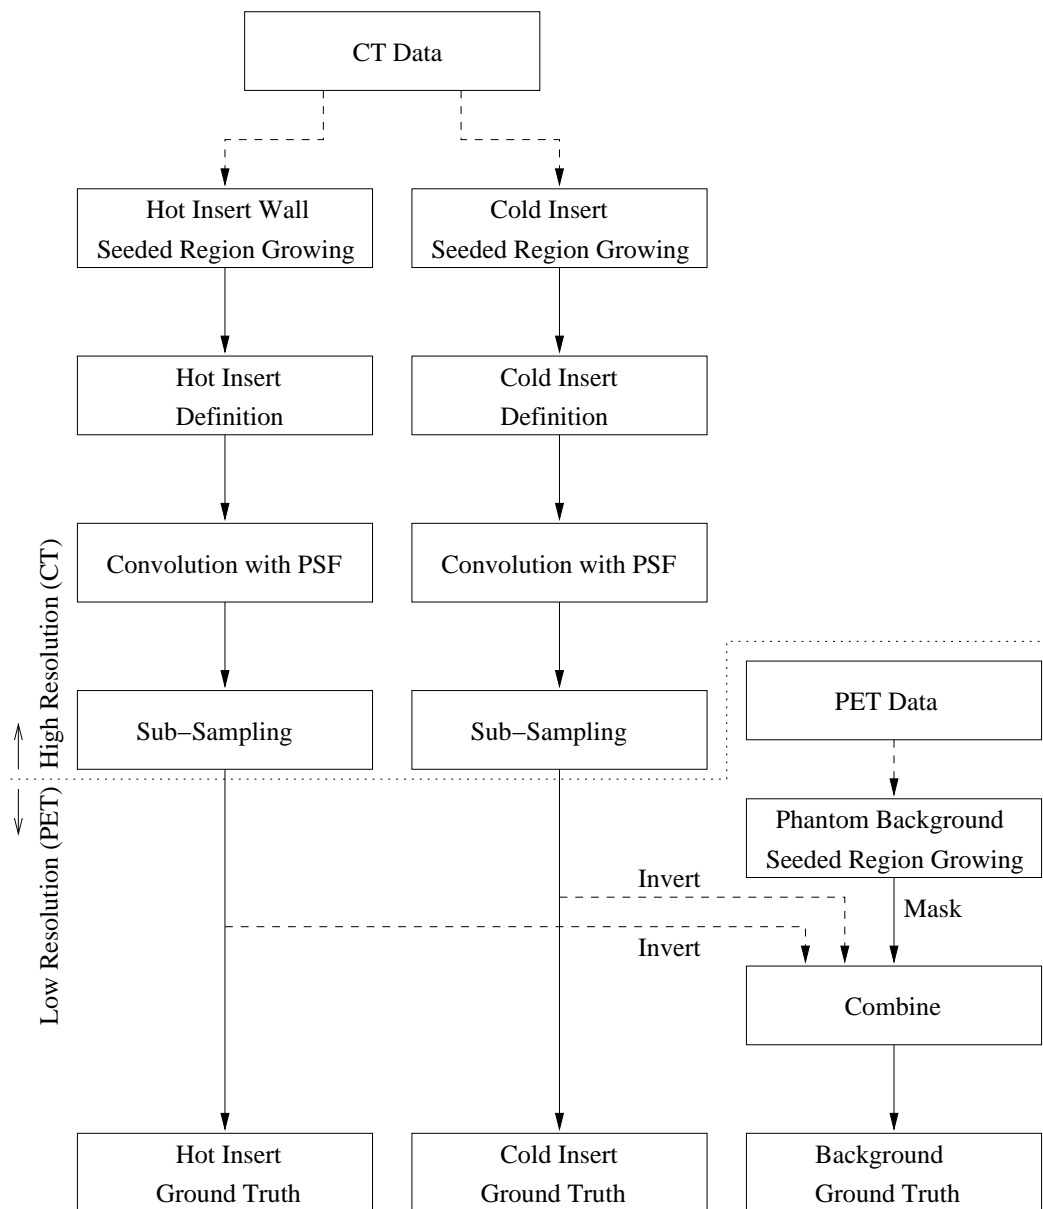 CT Data
Hot Insert Wall
Seeded Region Growing
Cold Insert
Seeded Region Growing
Hot Insert
Definition
Cold Insert
Definition
Convolution with PSF
Convolution with PSF
High Resolution (CT)
Sub−Sampling
Sub−Sampling
PET Data
Low Resolution (PET)
Phantom Background
Seeded Region Growing
Invert
Mask
Invert
Combine
Hot Insert
Ground Truth
Cold Insert
Ground Truth
Background
Ground Truth